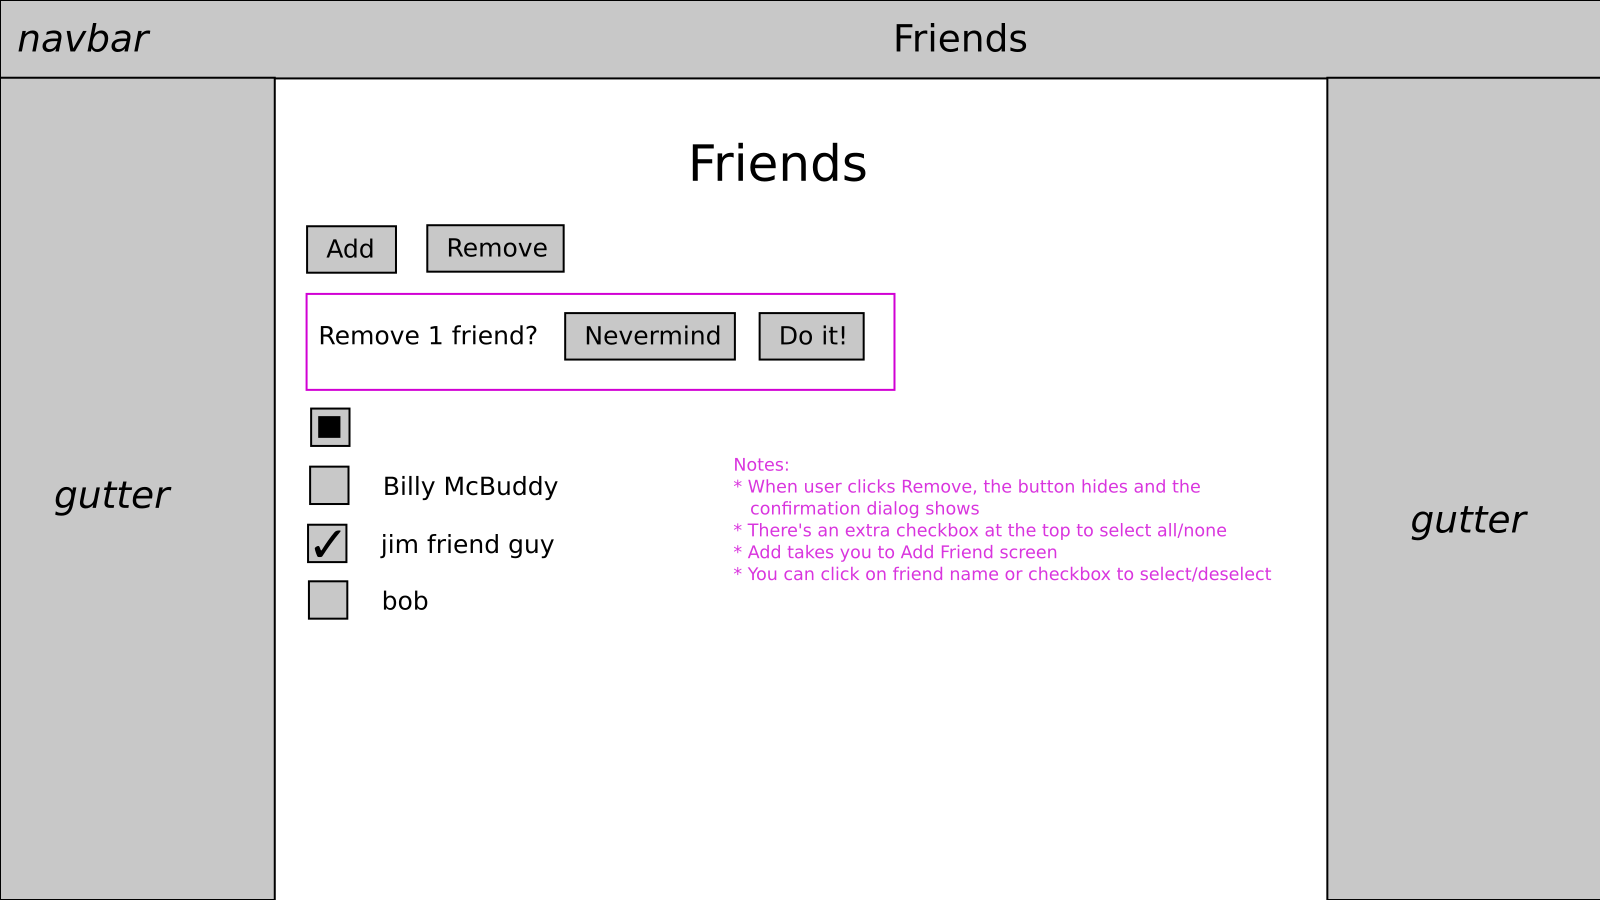 navbar
Friends
Friends
Add
Remove
Remove 1 friend?
Nevermind
Do it!
Billy McBuddy
jim friend guy
bob
Notes:
* When user clicks Remove, the button hides and the
confirmation dialog shows
* There's an extra checkbox at the top to select all/none
* Add takes you to Add Friend screen
* You can click on friend name or checkbox to select/deselect
gutter
gutter